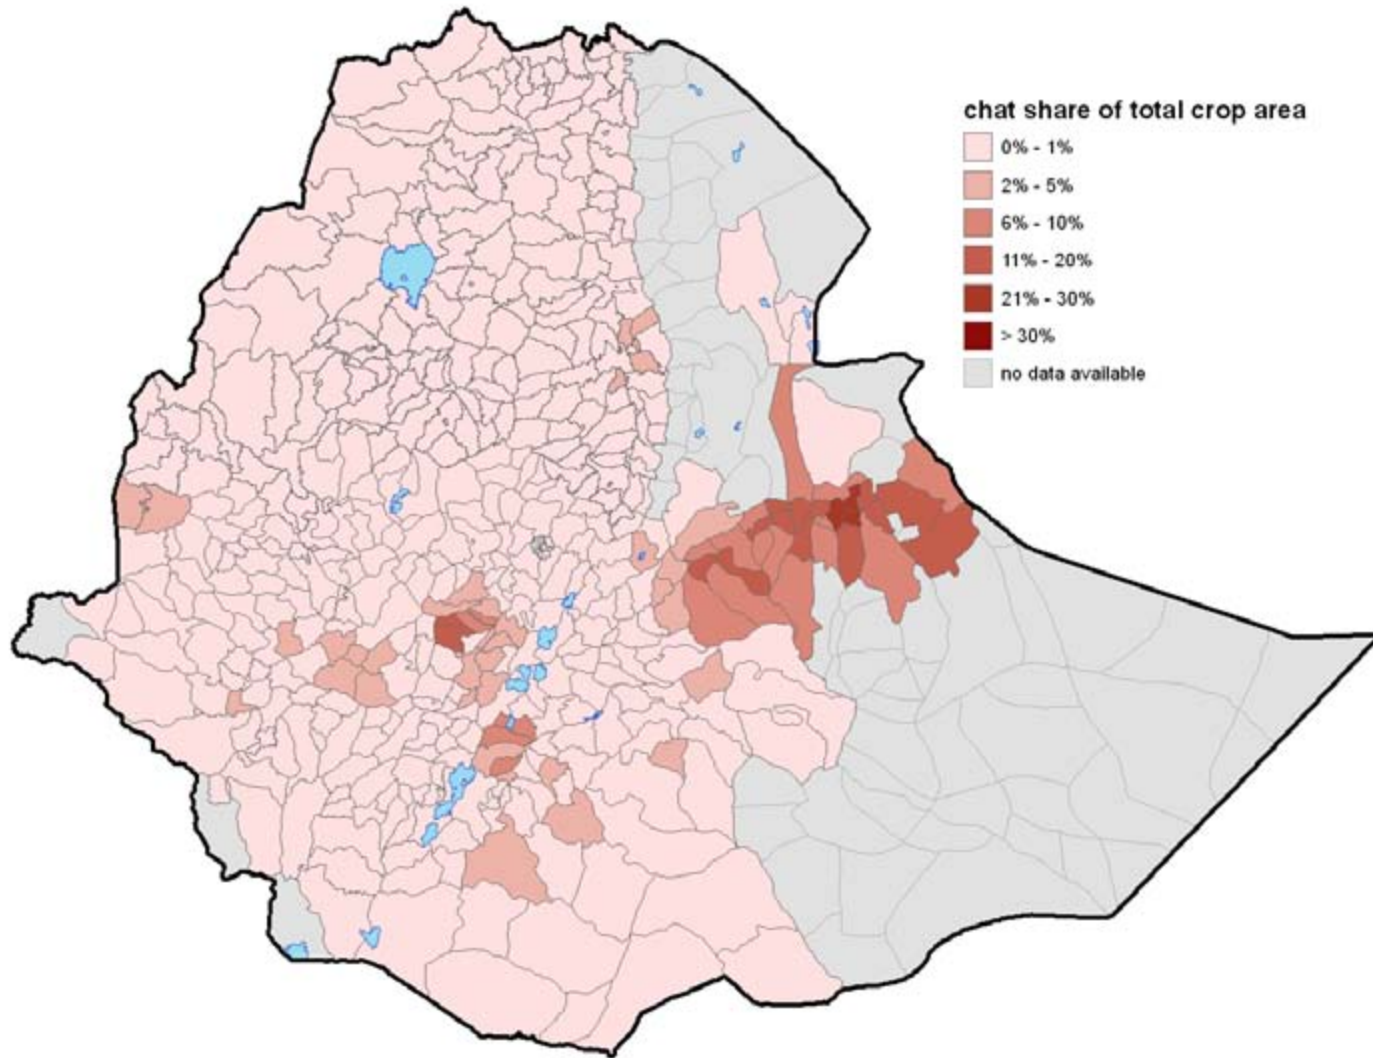 chat share of total crop area
0% - 1%
2% - 5%
6% - 10%
11% - 20%
21% - 30%
> 30%
no data available